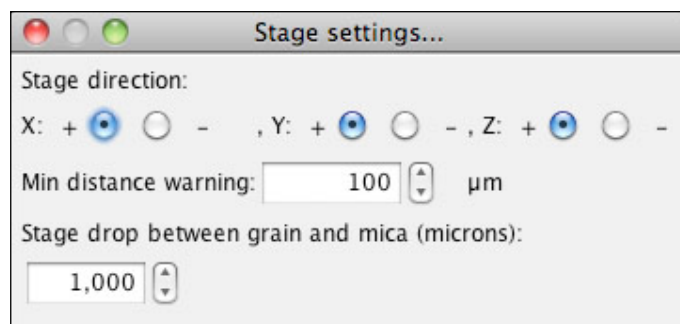 Stage settings...
Stage direction:
X: + - , Y: + - , Z: + -
Min distance warning: 100 μm
Stage drop between grain and mica (microns):
1,000